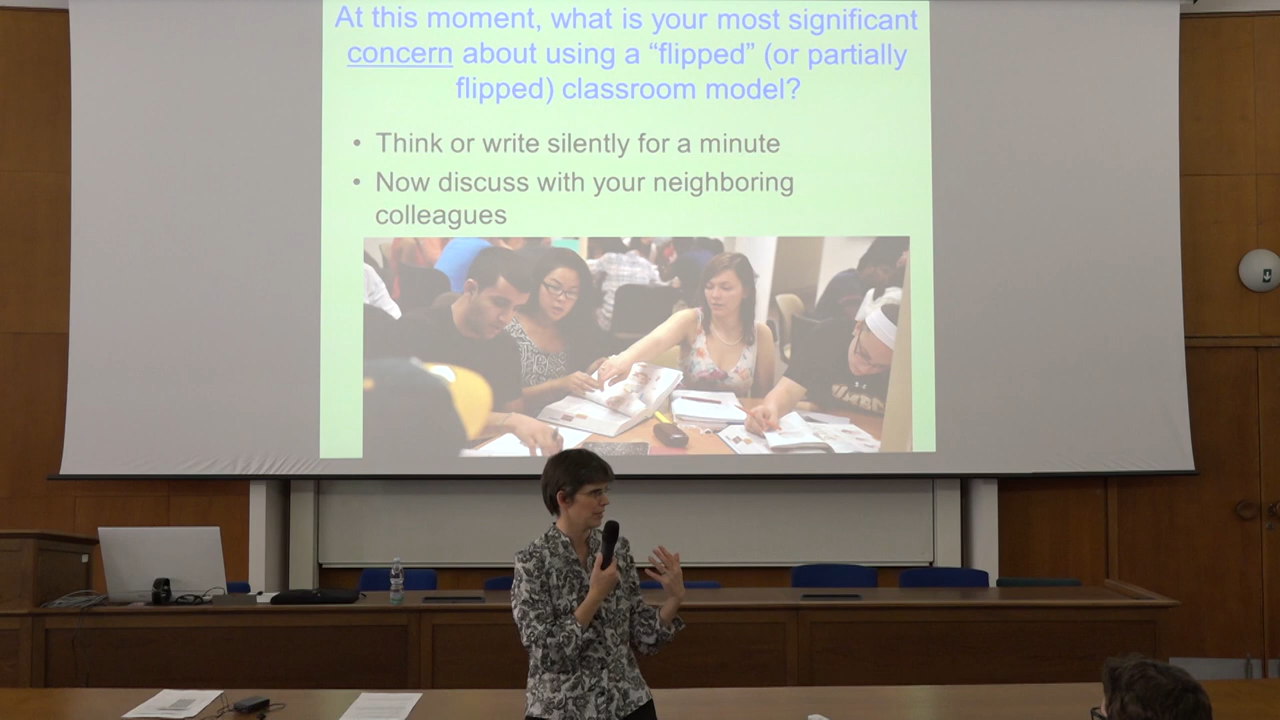 At this moment, what is your most significant
concern about using a “flipped” (or partially
flipped) classroom model?
• Think or write silently for a minute
• Now discuss with your neighboring
colleagues